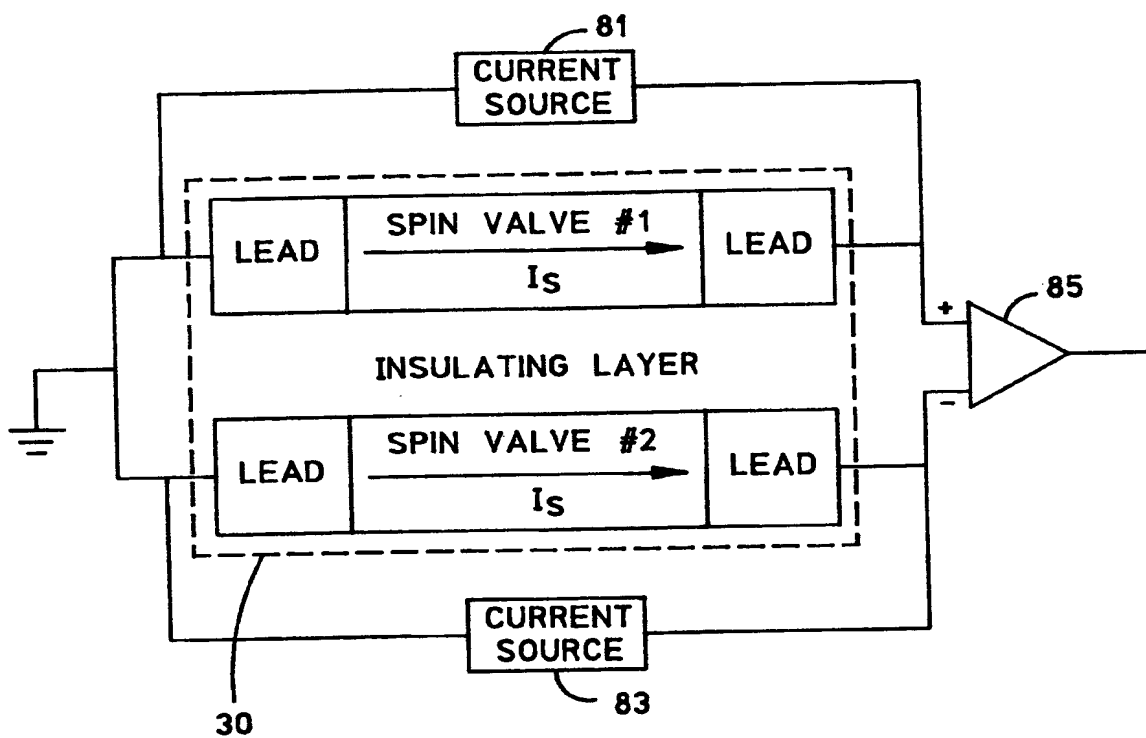 81
CURRENT
SOURCE
SPIN VALVE #1
LEAD
LEAD
IS
85
+
INSULATING LAYER
-
SPIN VALVE #2
LEAD
LEAD
IS
CURRENT
SOURCE
83
30